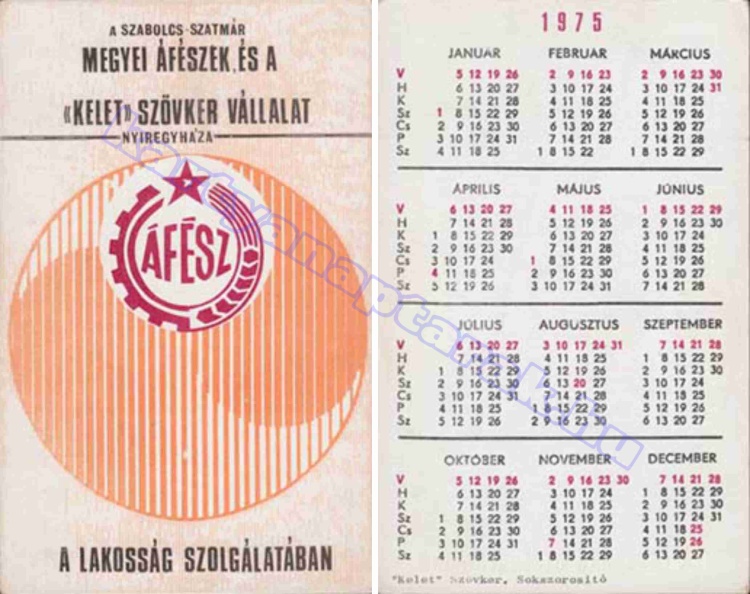 A SZABOLCS-SZATMÁR
MEGYEI ÁFÉSZEK ÉS A
«KELET» SZÖVKER VÁLLALAT
NYIREGYHÁZA
ÁFÉSZ
A LAKOSSÁG SZOLGÁLATÁBAN
1975
JANUÁR FEBRUÁR MÁRCIUS
V 5 12 19 26 2 9 16 23 2 9 16 23 30
H 6 13 20 27 3 10 17 24 3 10 17 24 31
K 7 14 21 28 4 11 18 25 4 11 18 25
Sz 1 8 15 22 29 5 12 19 26 5 12 19 26
Cs 2 9 16 23 30 6 13 20 27 6 13 20 27
P 3 10 17 24 31 7 14 21 28 7 14 21 28
Sz 4 11 18 25 1 8 15 22 1 8 15 22 29
ÁPRILIS MÁJUS JÚNIUS
V 6 13 20 27 4 11 18 25 1 8 15 22 29
H 7 14 21 28 5 12 19 26 2 9 16 23 30
K 1 8 15 22 29 6 13 20 27 3 10 17 24
Sz 2 9 16 23 30 7 14 21 28 4 11 18 25
Cs 3 10 17 24 1 8 15 22 29 5 12 19 26
P 4 11 18 25 2 9 16 23 30 6 13 20 27
Sz 5 12 19 26 3 10 17 24 31 7 14 21 28
JÚLIUS AUGUSZTUS SZEPTEMBER
V 6 13 20 27 3 10 17 24 31 7 14 21 28
H 7 14 21 28 4 11 18 25 1 8 15 22 29
K 1 8 15 22 29 5 12 19 26 2 9 16 23 30
Sz 2 9 16 23 30 6 13 20 27 3 10 17 24
Cs 3 10 17 24 31 7 14 21 28 4 11 18 25
P 4 11 18 25 1 8 15 22 29 5 12 19 26
Sz 5 12 19 26 2 9 16 23 30 6 13 20 27
OKTÓBER NOVEMBER DECEMBER
V 5 12 19 26 2 9 16 23 30 7 14 21 28
H 6 13 20 27 3 10 17 24 1 8 15 22 29
K 7 14 21 28 4 11 18 25 2 9 16 23 30
Sz 1 8 15 22 29 5 12 19 26 3 10 17 24 31
Cs 2 9 16 23 30 6 13 20 27 4 11 18 25
P 3 10 17 24 31 7 14 21 28 5 12 19 26
Sz 4 11 18 25 1 8 15 22 29 6 13 20 27
"Kelet" Szövker, Sokszorosító
kartyanaptarak.hu